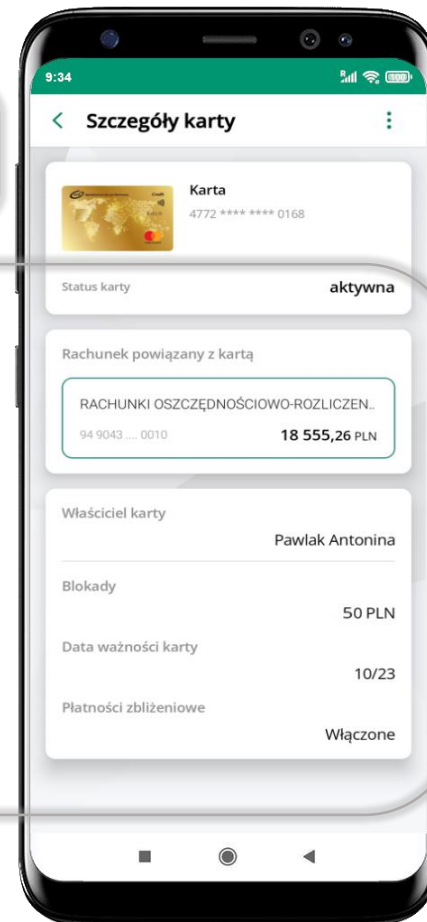 9:34
100
Szczegóły karty
Credit
Karta
4772 **** **** 0168
Status karty
aktywna
Rachunek powiązany z kartą
RACHUNKI OSZCZĘDNOŚCIOWO-ROZLICZEN..
94 9043 .... 0010
18 555,26 PLN
Właściciel karty
Pawlak Antonina
Blokady
50 PLN
Data ważności karty
10/23
Płatności zbliżeniowe
Włączone